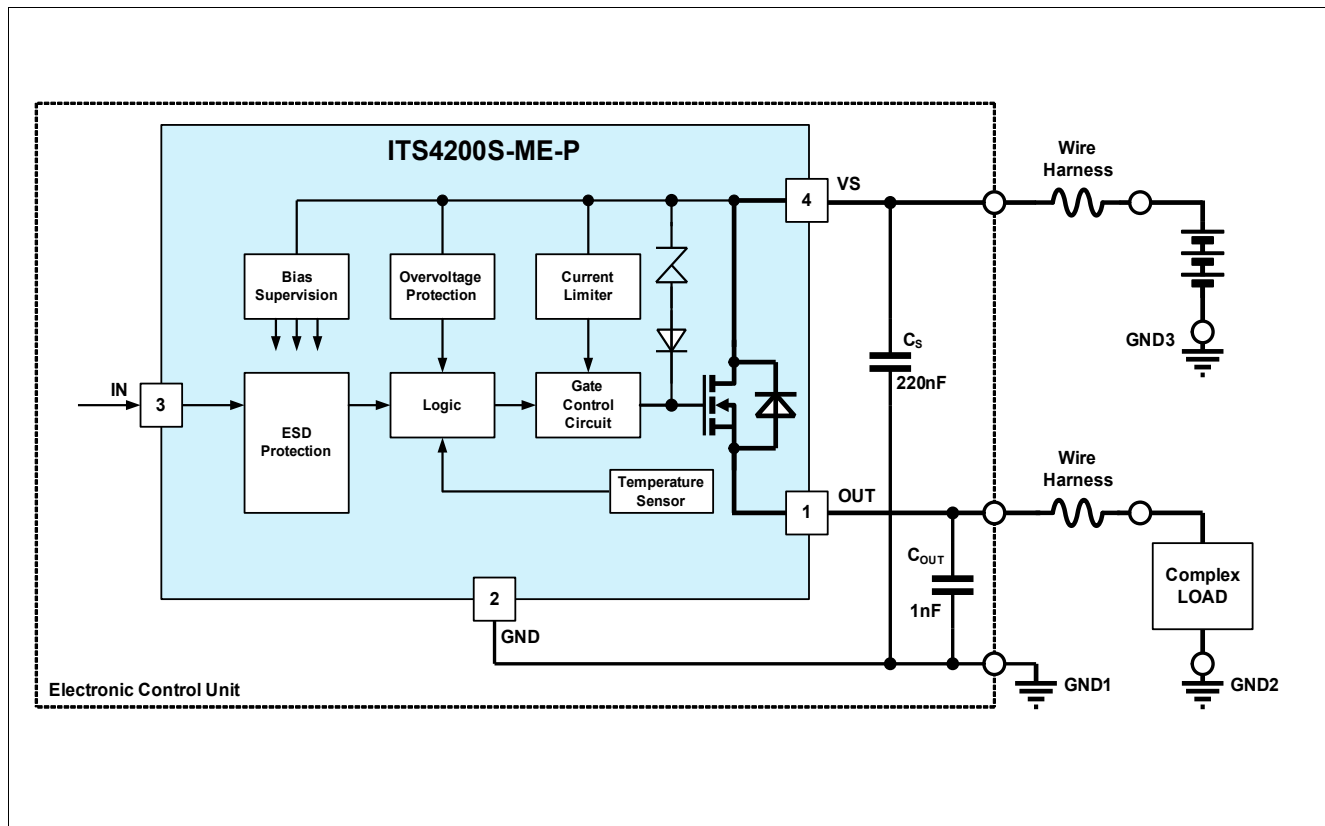 ITS4200S-ME-P
VS
4
Wire
Harness
Bias
Supervision
Overvoltage
Protection
Current
Limiter
GND3
CS
220nF
IN
3
ESD
Protection
Logic
Gate
Control
Circuit
Temperature
Sensor
OUT
1
Wire
Harness
COUT
1nF
Complex
LOAD
2
GND
Electronic Control Unit
GND1
GND2